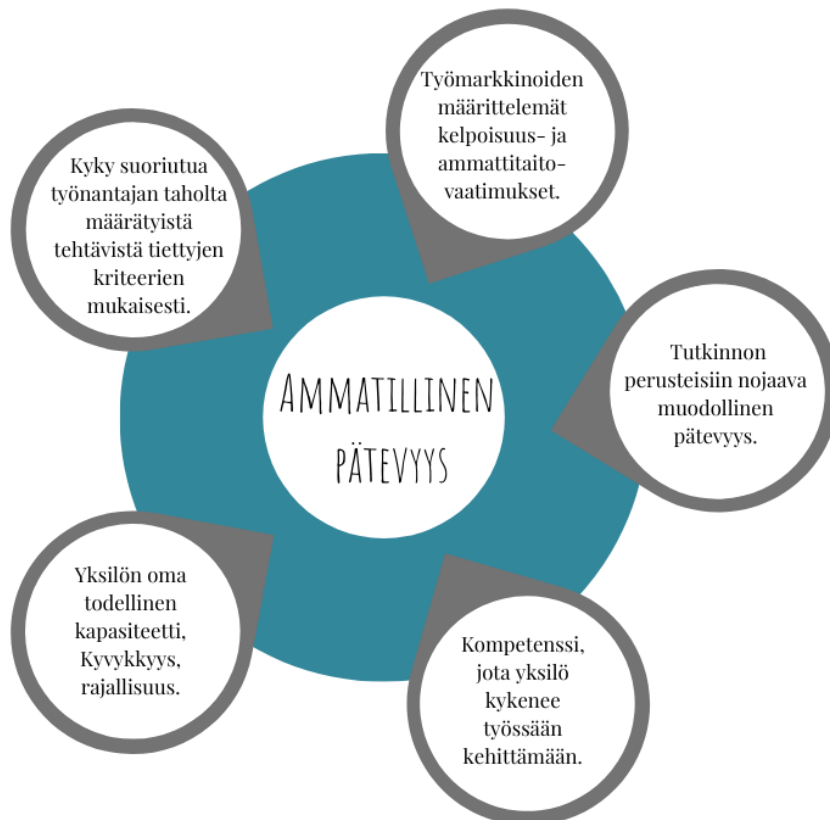 Työmarkkinoiden
määrittelemät
kelpoisuus- ja
ammattitaito-
vaatimukset.
Kyky suoriutua
työnantajan taholta
määrätyistä
tehtävistä tiettyjen
kriteerien
mukaisesti.
Tutkinnon
perusteisiin nojaava
muodollinen
pätevyys.
AMMATILLINEN
PÄTEVYYS
Yksilön oma
todellinen
kapasiteetti,
Kyvykkyys,
rajallisuus.
Kompetenssi,
jota yksilö
kykenee
työssään
kehittämään.